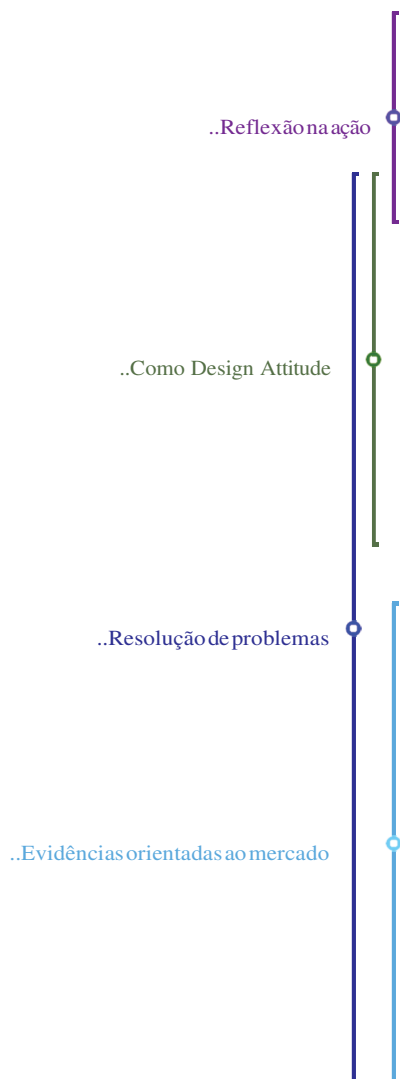 ..Reflexão na ação
..Como Design Attitude
..Resolução de problemas
..Evidências orientadas ao mercado